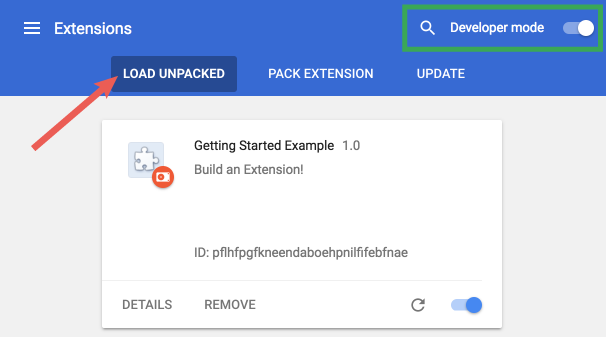 Extensions
Developer mode
LOAD UNPACKED PACK EXTENSION UPDATE
Getting Started Example 1.0
Build an Extension!
ID: pflhfpgfkneendaboehpnilfifebfnae
DETAILS REMOVE